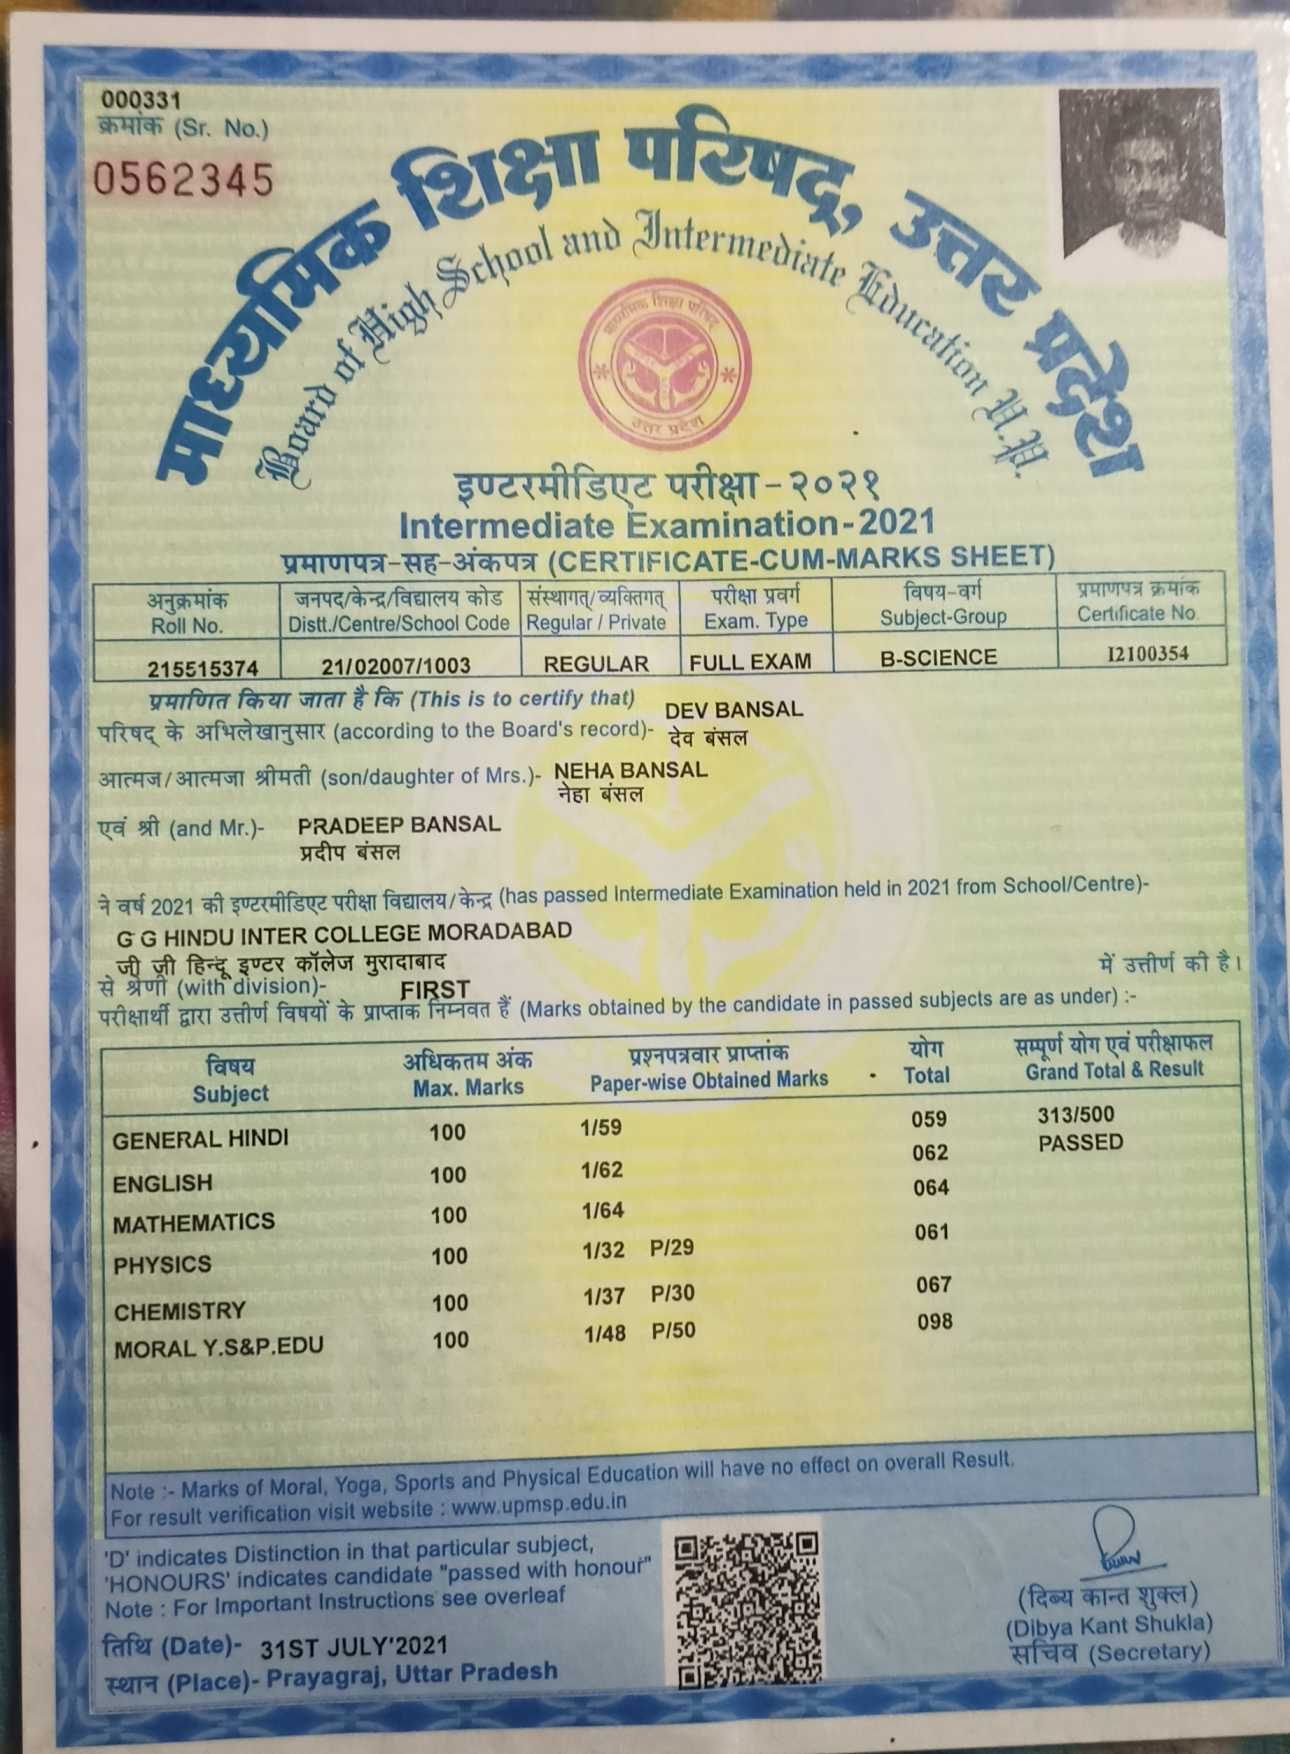 000331
क्रमांक (Sr. No.)
0562345
माध्यमिक शिक्षा परिषद, उत्तर प्रदेश
Board of High School and Intermediate Education U.P.
माध्यमिक शिक्षा परिषद्
उत्तर प्रदेश
इण्टरमीडिएट परीक्षा – २०२१
Intermediate Examination-2021
प्रमाणपत्र-सह-अंकपत्र (CERTIFICATE-CUM-MARKS SHEET)
अनुक्रमांक जनपद/केन्द्र/विद्यालय कोड संस्थागत/व्यक्तिगत् परीक्षा प्रवर्ग विषय-वर्ग प्रमाणपत्र क्रमांक
Roll No. Distt./Centre/School Code Regular / Private Exam. Type Subject-Group Certificate No.
215515374 21/02007/1003 REGULAR FULL EXAM B-SCIENCE I2100354
प्रमाणित किया जाता है कि (This is to certify that) DEV BANSAL
परिषद् के अभिलेखानुसार (according to the Board's record)- देव बंसल
आत्मज/आत्मजा श्रीमती (son/daughter of Mrs.)- NEHA BANSAL
नेहा बंसल
एवं श्री (and Mr.)- PRADEEP BANSAL
प्रदीप बंसल
ने वर्ष 2021 की इण्टरमीडिएट परीक्षा विद्यालय/केन्द्र (has passed Intermediate Examination held in 2021 from School/Centre)-
G G HINDU INTER COLLEGE MORADABAD
जी जी हिन्दू इण्टर कॉलेज मुरादाबाद में उत्तीर्ण की है।
से श्रेणी (with division)- FIRST
परीक्षार्थी द्वारा उत्तीर्ण विषयों के प्राप्तांक निम्नवत हैं (Marks obtained by the candidate in passed subjects are as under) :-
विषय अधिकतम अंक प्रश्नपत्रवार प्राप्तांक योग सम्पूर्ण योग एवं परीक्षाफल
Subject Max. Marks Paper-wise Obtained Marks Total Grand Total & Result
GENERAL HINDI 100 1/59 059 313/500
ENGLISH 100 1/62 062 PASSED
MATHEMATICS 100 1/64 064
PHYSICS 100 1/32 P/29 061
CHEMISTRY 100 1/37 P/30 067
MORAL Y.S&P.EDU 100 1/48 P/50 098
Note :- Marks of Moral, Yoga, Sports and Physical Education will have no effect on overall Result.
For result verification visit website : www.upmsp.edu.in
'D' indicates Distinction in that particular subject,
'HONOURS' indicates candidate "passed with honour"
Note : For Important Instructions see overleaf
तिथि (Date)- 31ST JULY'2021
स्थान (Place)- Prayagraj, Uttar Pradesh
(दिब्य कान्त शुक्ल)
(Dibya Kant Shukla)
सचिव (Secretary)